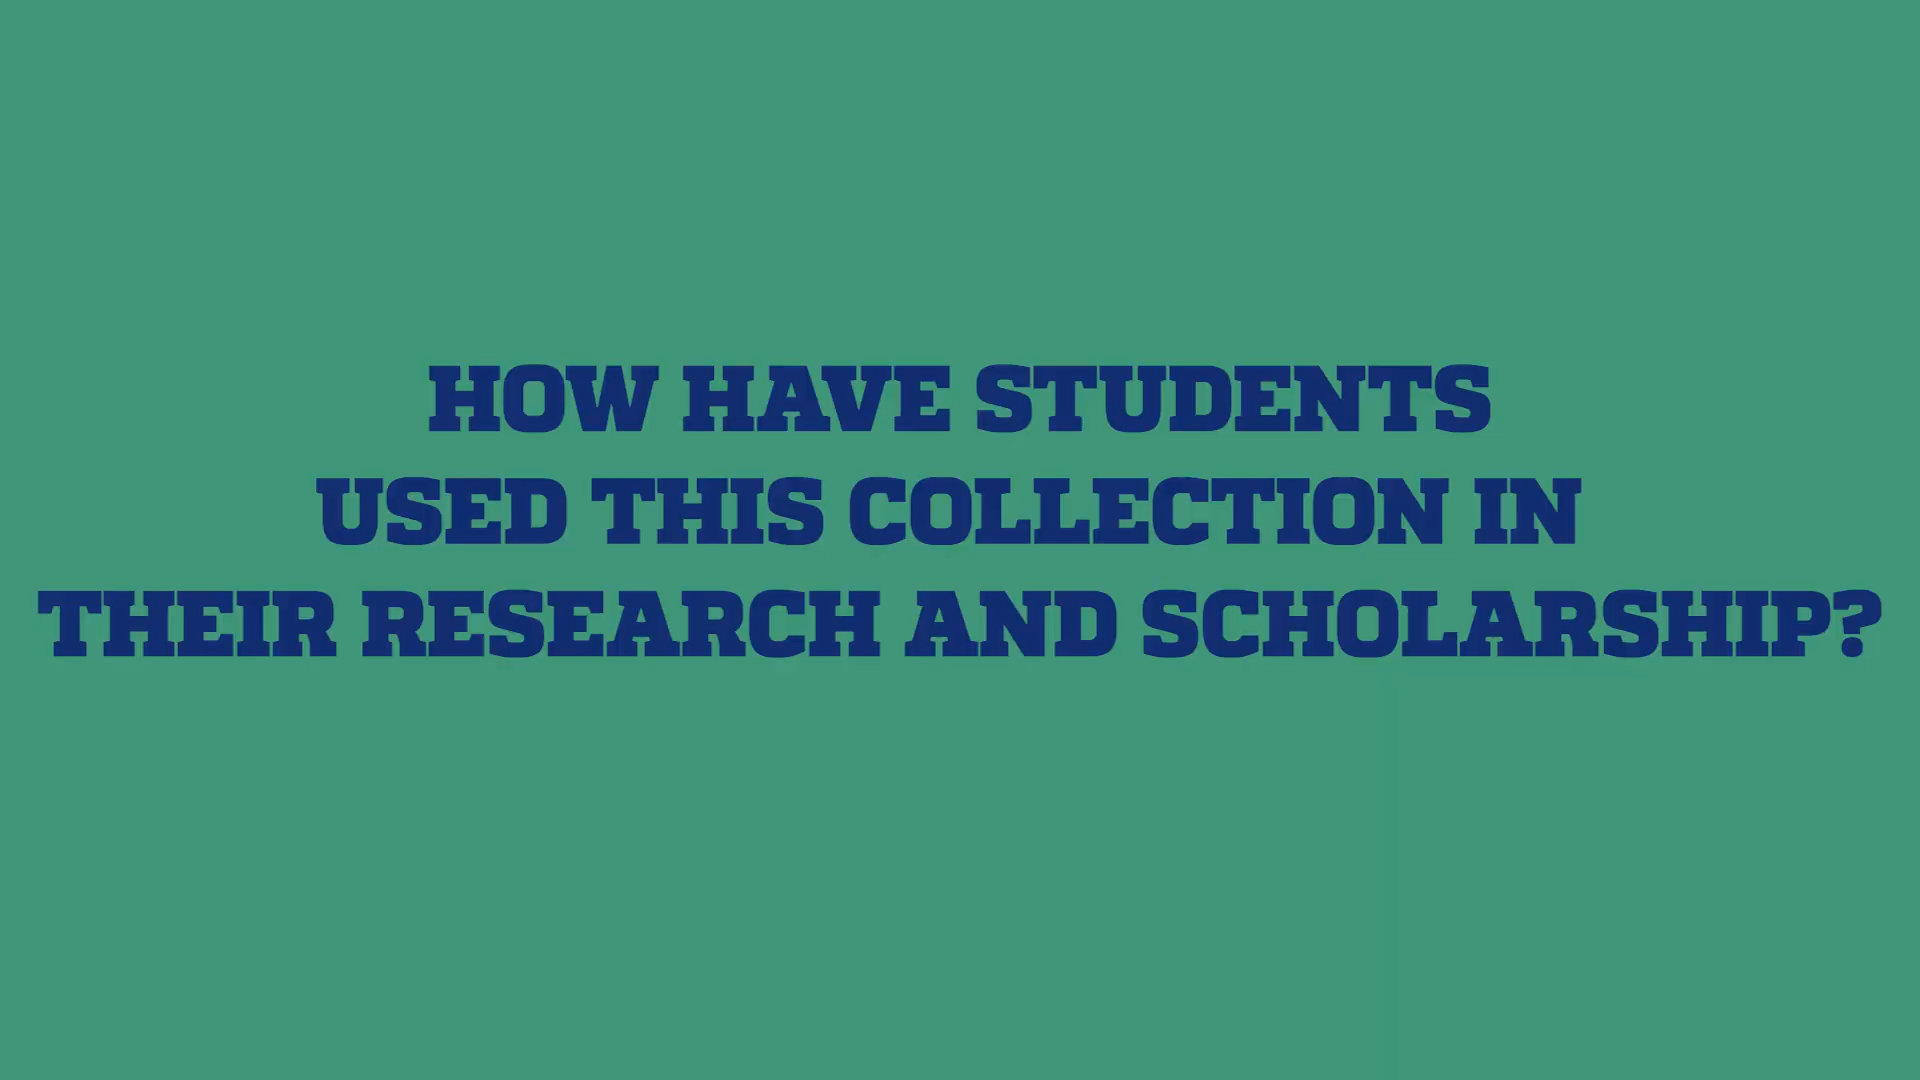 HOW HAVE STUDENTS
USED THIS COLLECTION IN
THEIR RESEARCH AND SCHOLARSHIP?